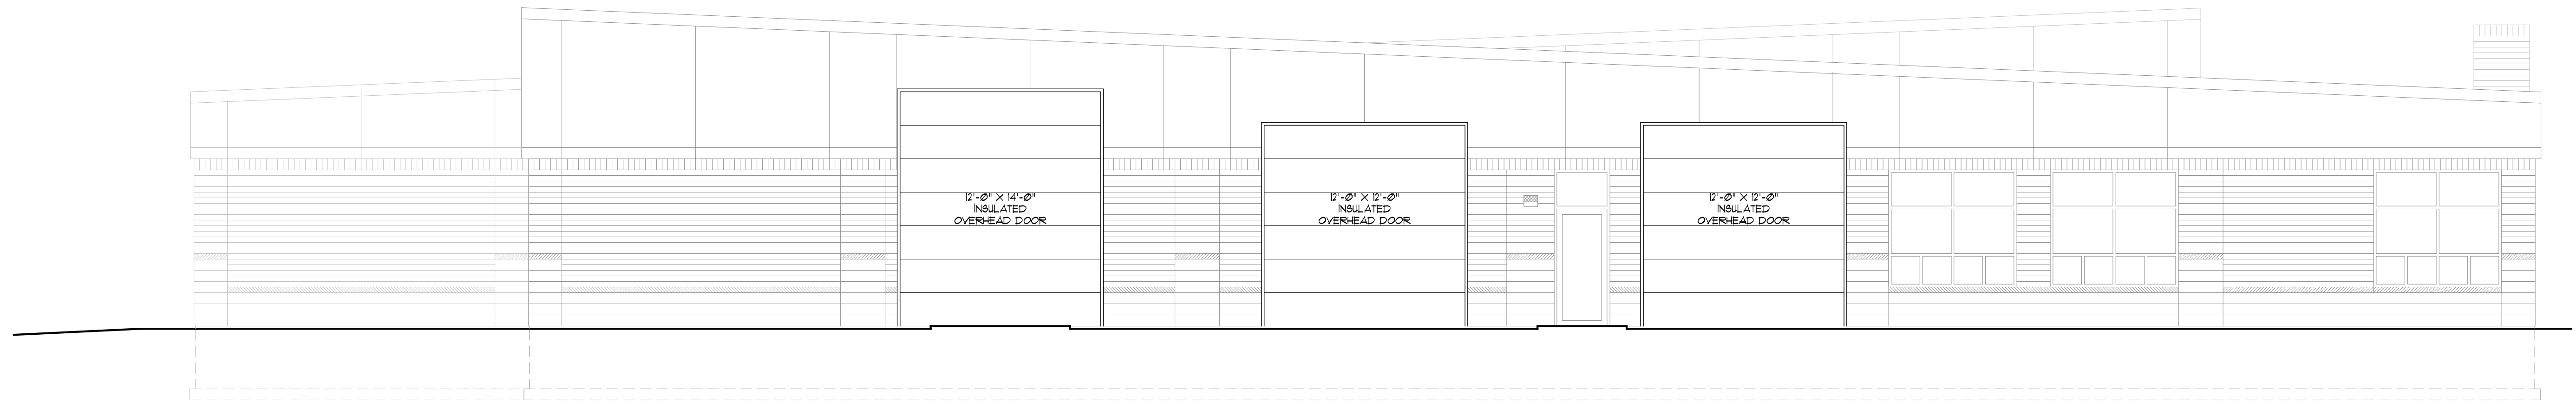 12'-0" X 14'-0"
INSULATED
OVERHEAD DOOR
12'-0" X 12'-0"
INSULATED
OVERHEAD DOOR
12'-0" X 12'-0"
INSULATED
OVERHEAD DOOR